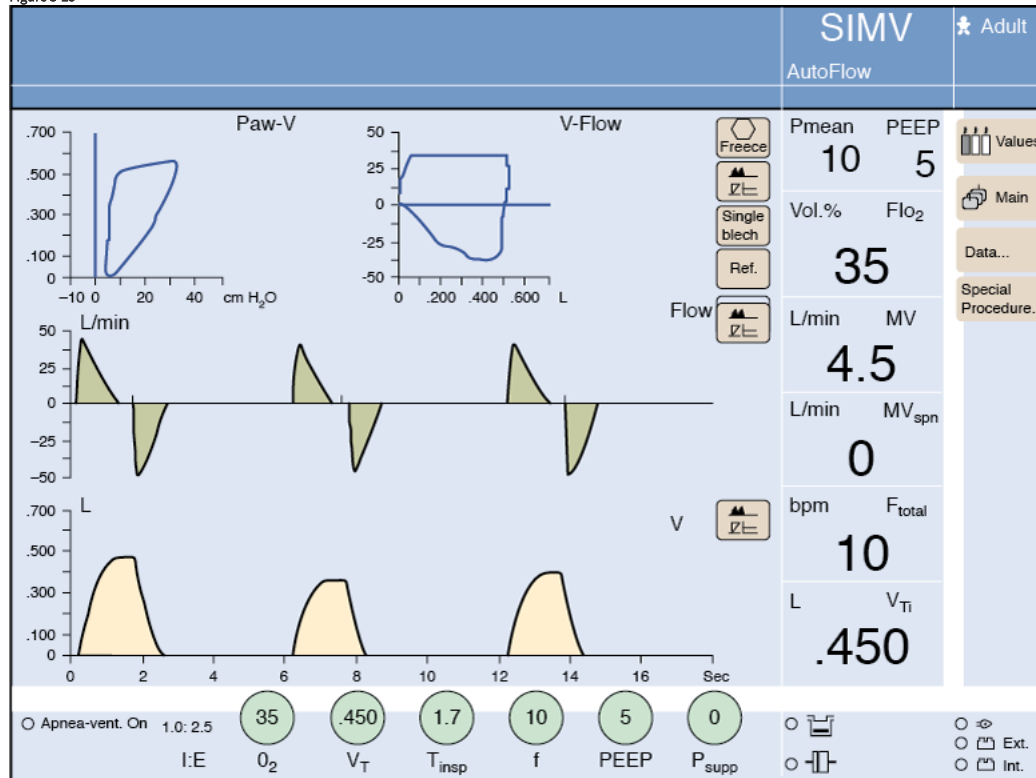 SIMV
Adult
AutoFlow
Paw-V
V-Flow
.700
.500
.300
.100
0
–10 0 20 40 cm H2O
50
25
0
–25
–50
0 .200 .400 .600 L
Freece
Single
blech
Ref.
Flow
L/min
50
25
0
–25
–50
L
V
.700
.500
.300
.100
0
0 2 4 6 8 10 12 14 16 Sec
Pmean PEEP
10 5
Vol.% FIo2
35
L/min MV
4.5
L/min MVspn
0
bpm Ftotal
10
L VTi
.450
Values
Main
Data...
Special
Procedure.
Apnea-vent. On 1.0: 2.5 35 .450 1.7 10 5 0
I:E 02 VT Tinsp f PEEP Psupp
Ext.
Int.